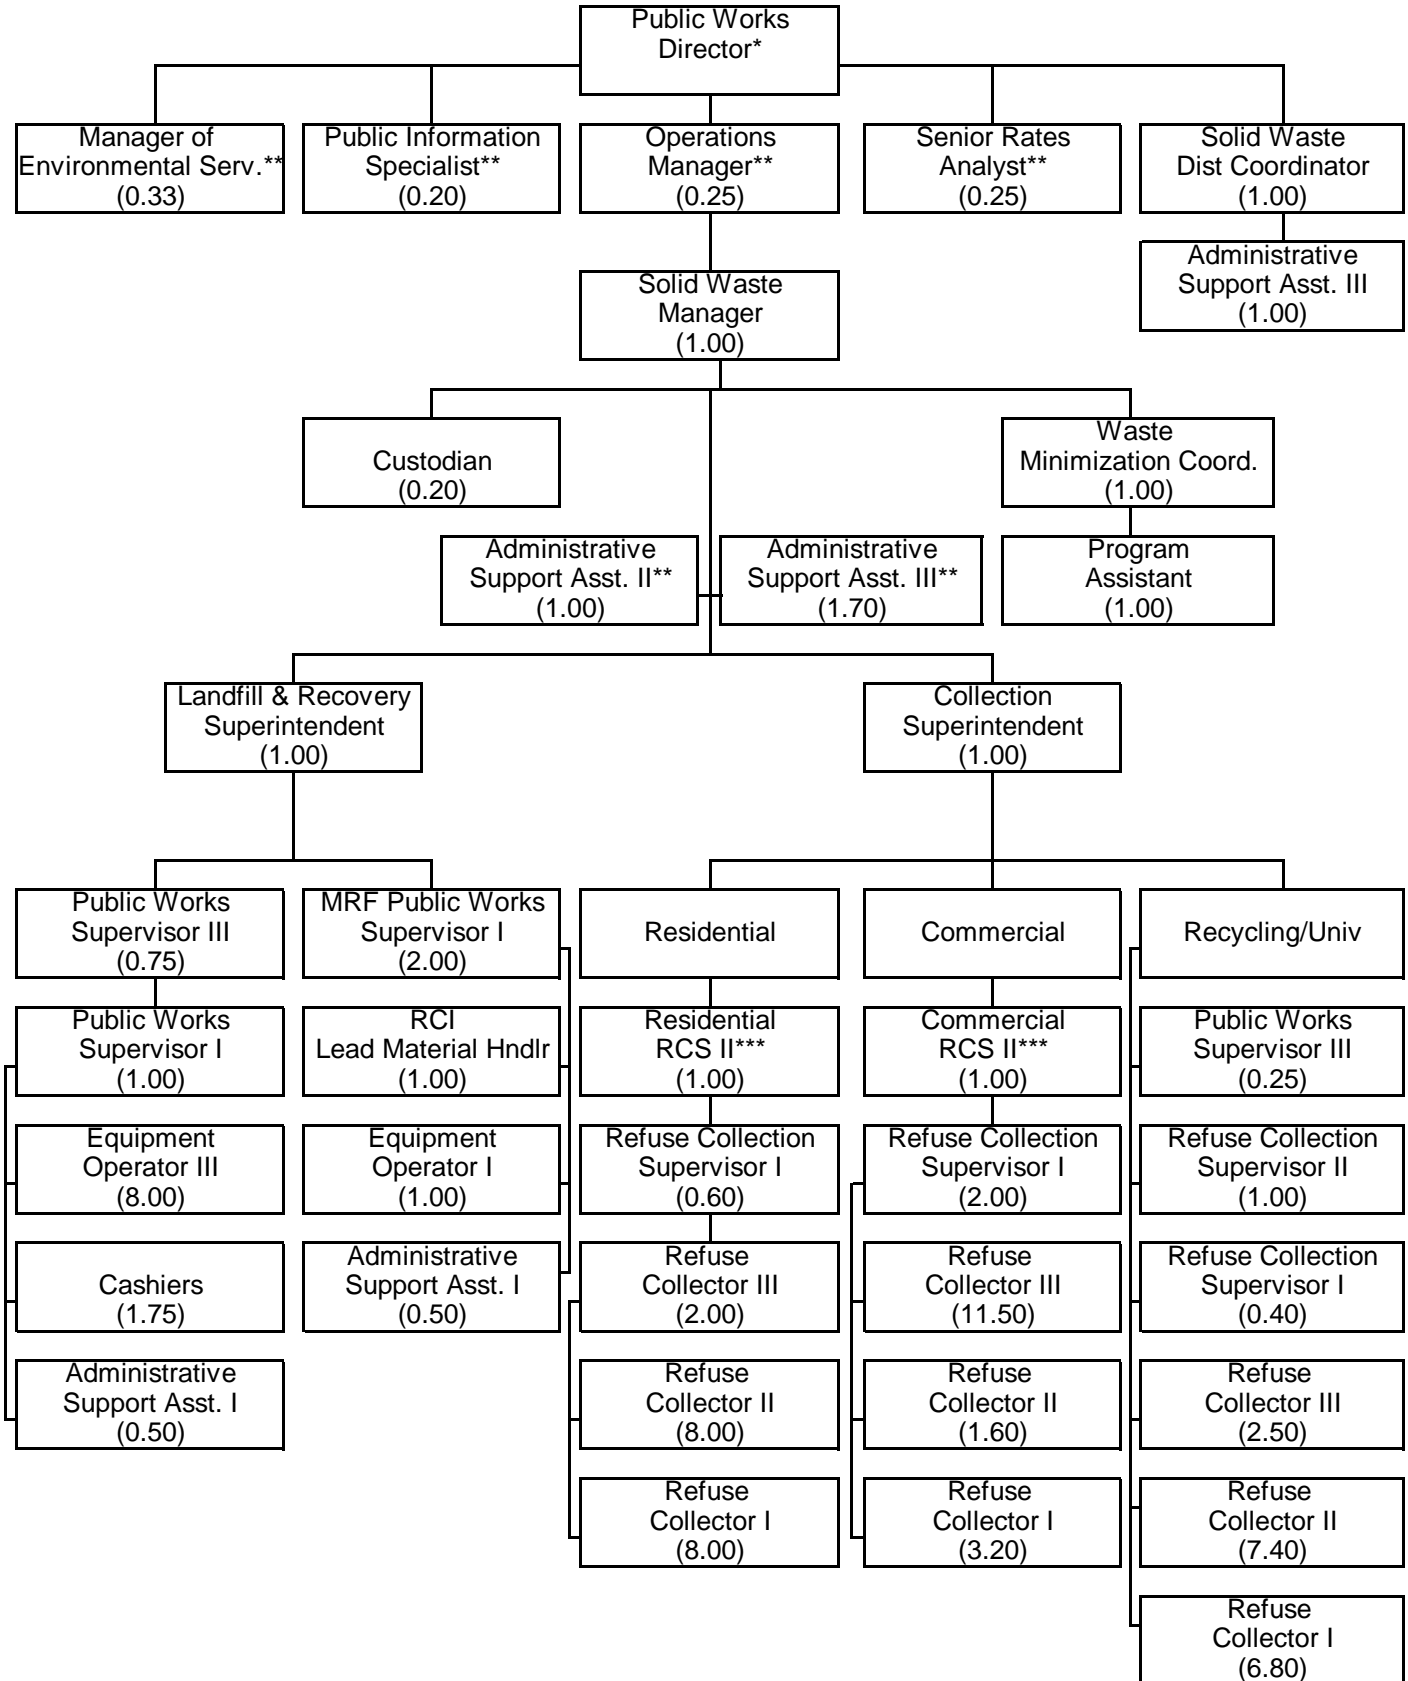 Public Works
Director*
Manager of
Environmental Serv.**
(0.33)
Public Information
Specialist**
(0.20)
Operations
Manager**
(0.25)
Senior Rates
Analyst**
(0.25)
Solid Waste
Dist Coordinator
(1.00)
Administrative
Support Asst. III
(1.00)
Solid Waste
Manager
(1.00)
Custodian
(0.20)
Waste
Minimization Coord.
(1.00)
Administrative
Support Asst. II**
(1.00)
Administrative
Support Asst. III**
(1.70)
Program
Assistant
(1.00)
Landfill & Recovery
Superintendent
(1.00)
Collection
Superintendent
(1.00)
Public Works
Supervisor III
(0.75)
MRF Public Works
Supervisor I
(2.00)
Residential
Commercial
Recycling/Univ
Public Works
Supervisor I
(1.00)
RCI
Lead Material Hndlr
(1.00)
Residential
RCS II***
(1.00)
Commercial
RCS II***
(1.00)
Public Works
Supervisor III
(0.25)
Equipment
Operator III
(8.00)
Equipment
Operator I
(1.00)
Refuse Collection
Supervisor I
(0.60)
Refuse Collection
Supervisor I
(2.00)
Refuse Collection
Supervisor II
(1.00)
Cashiers
(1.75)
Administrative
Support Asst. I
(0.50)
Refuse
Collector III
(2.00)
Refuse
Collector III
(11.50)
Refuse Collection
Supervisor I
(0.40)
Administrative
Support Asst. I
(0.50)
Refuse
Collector II
(8.00)
Refuse
Collector II
(1.60)
Refuse
Collector III
(2.50)
Refuse
Collector I
(8.00)
Refuse
Collector I
(3.20)
Refuse
Collector II
(7.40)
Refuse
Collector I
(6.80)